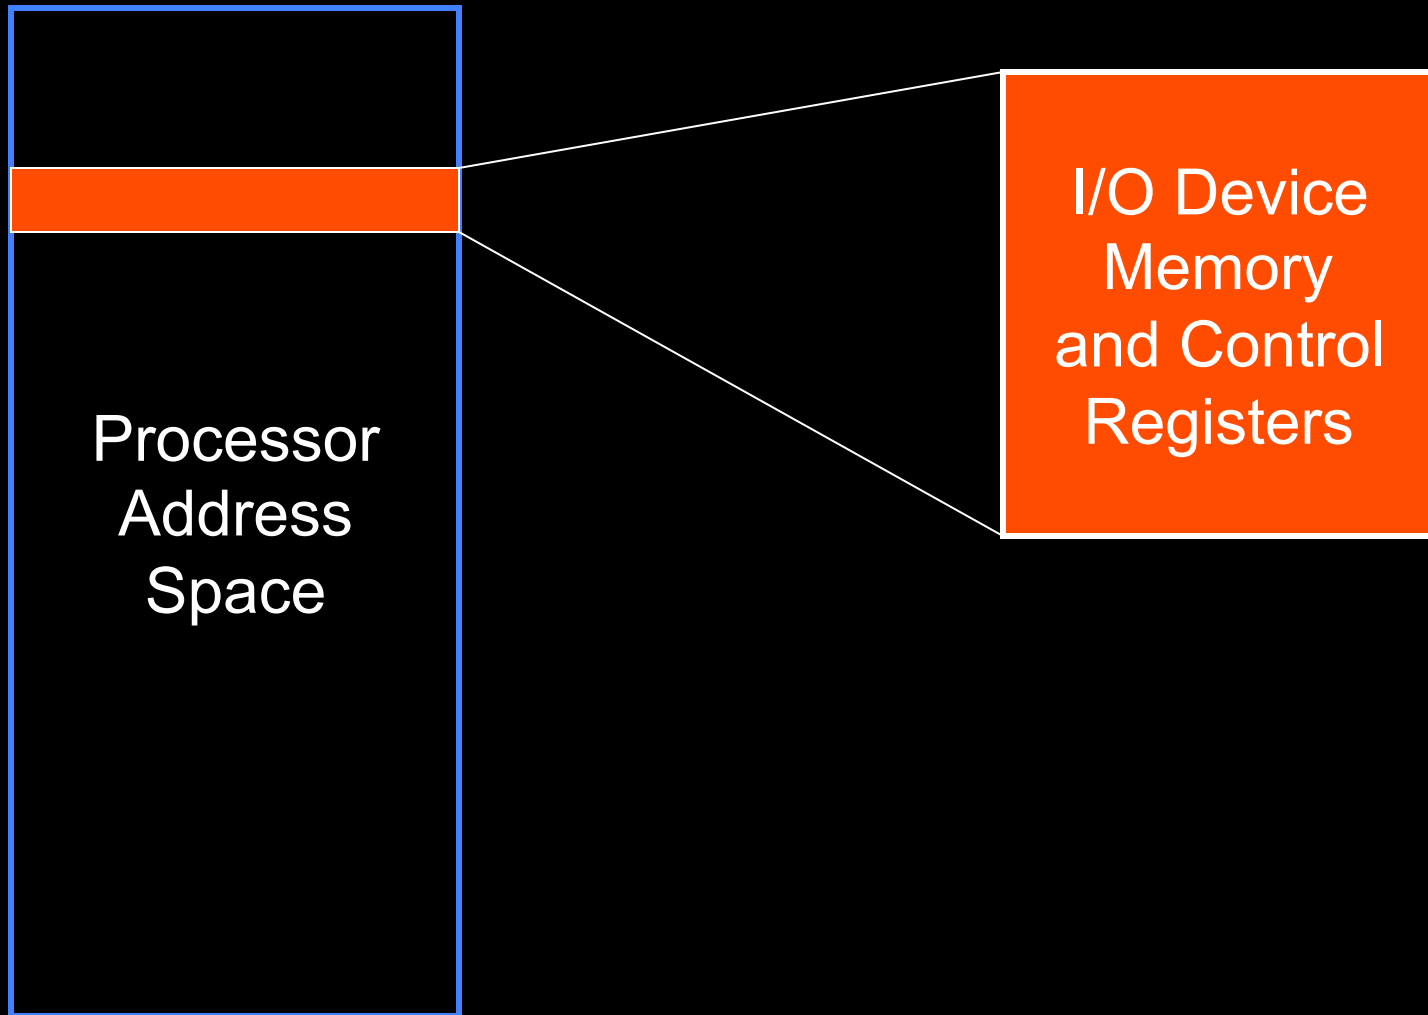 Processor
Address
Space
I/O Device
Memory
and Control
Registers